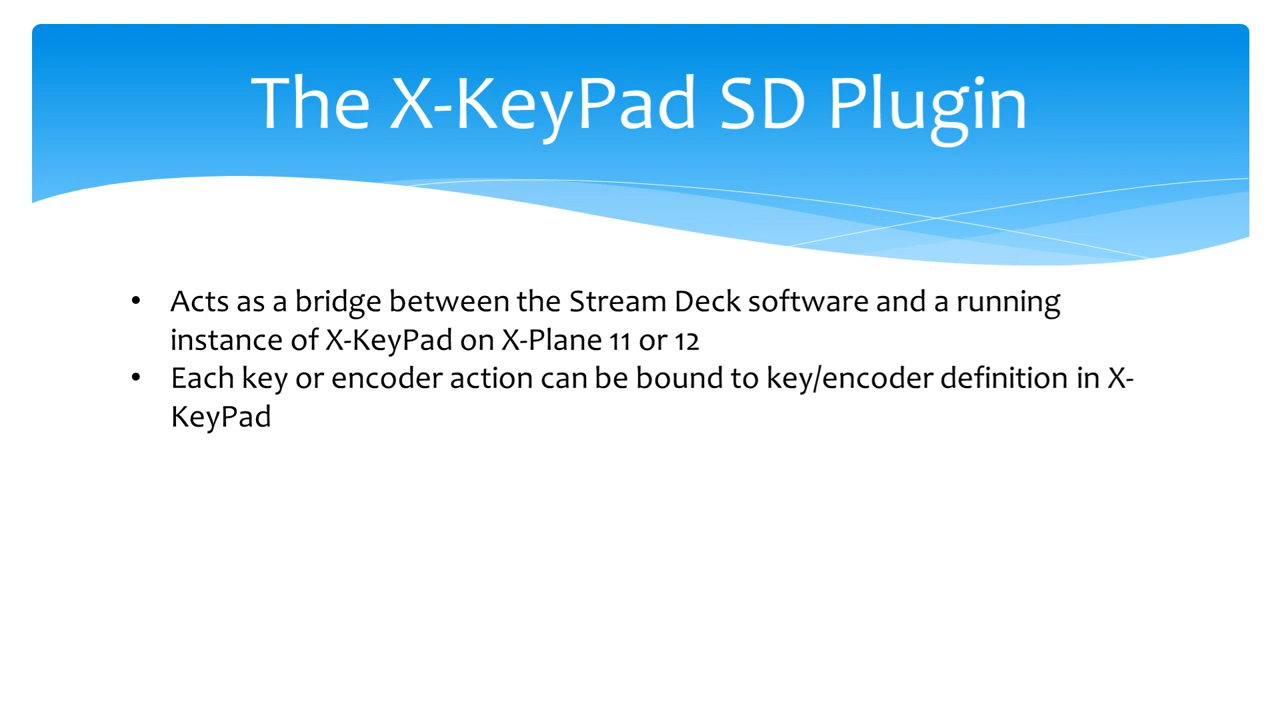 The X-KeyPad SD Plugin
• Acts as a bridge between the Stream Deck software and a running
instance of X-KeyPad on X-Plane 11 or 12
• Each key or encoder action can be bound to key/encoder definition in X-
KeyPad